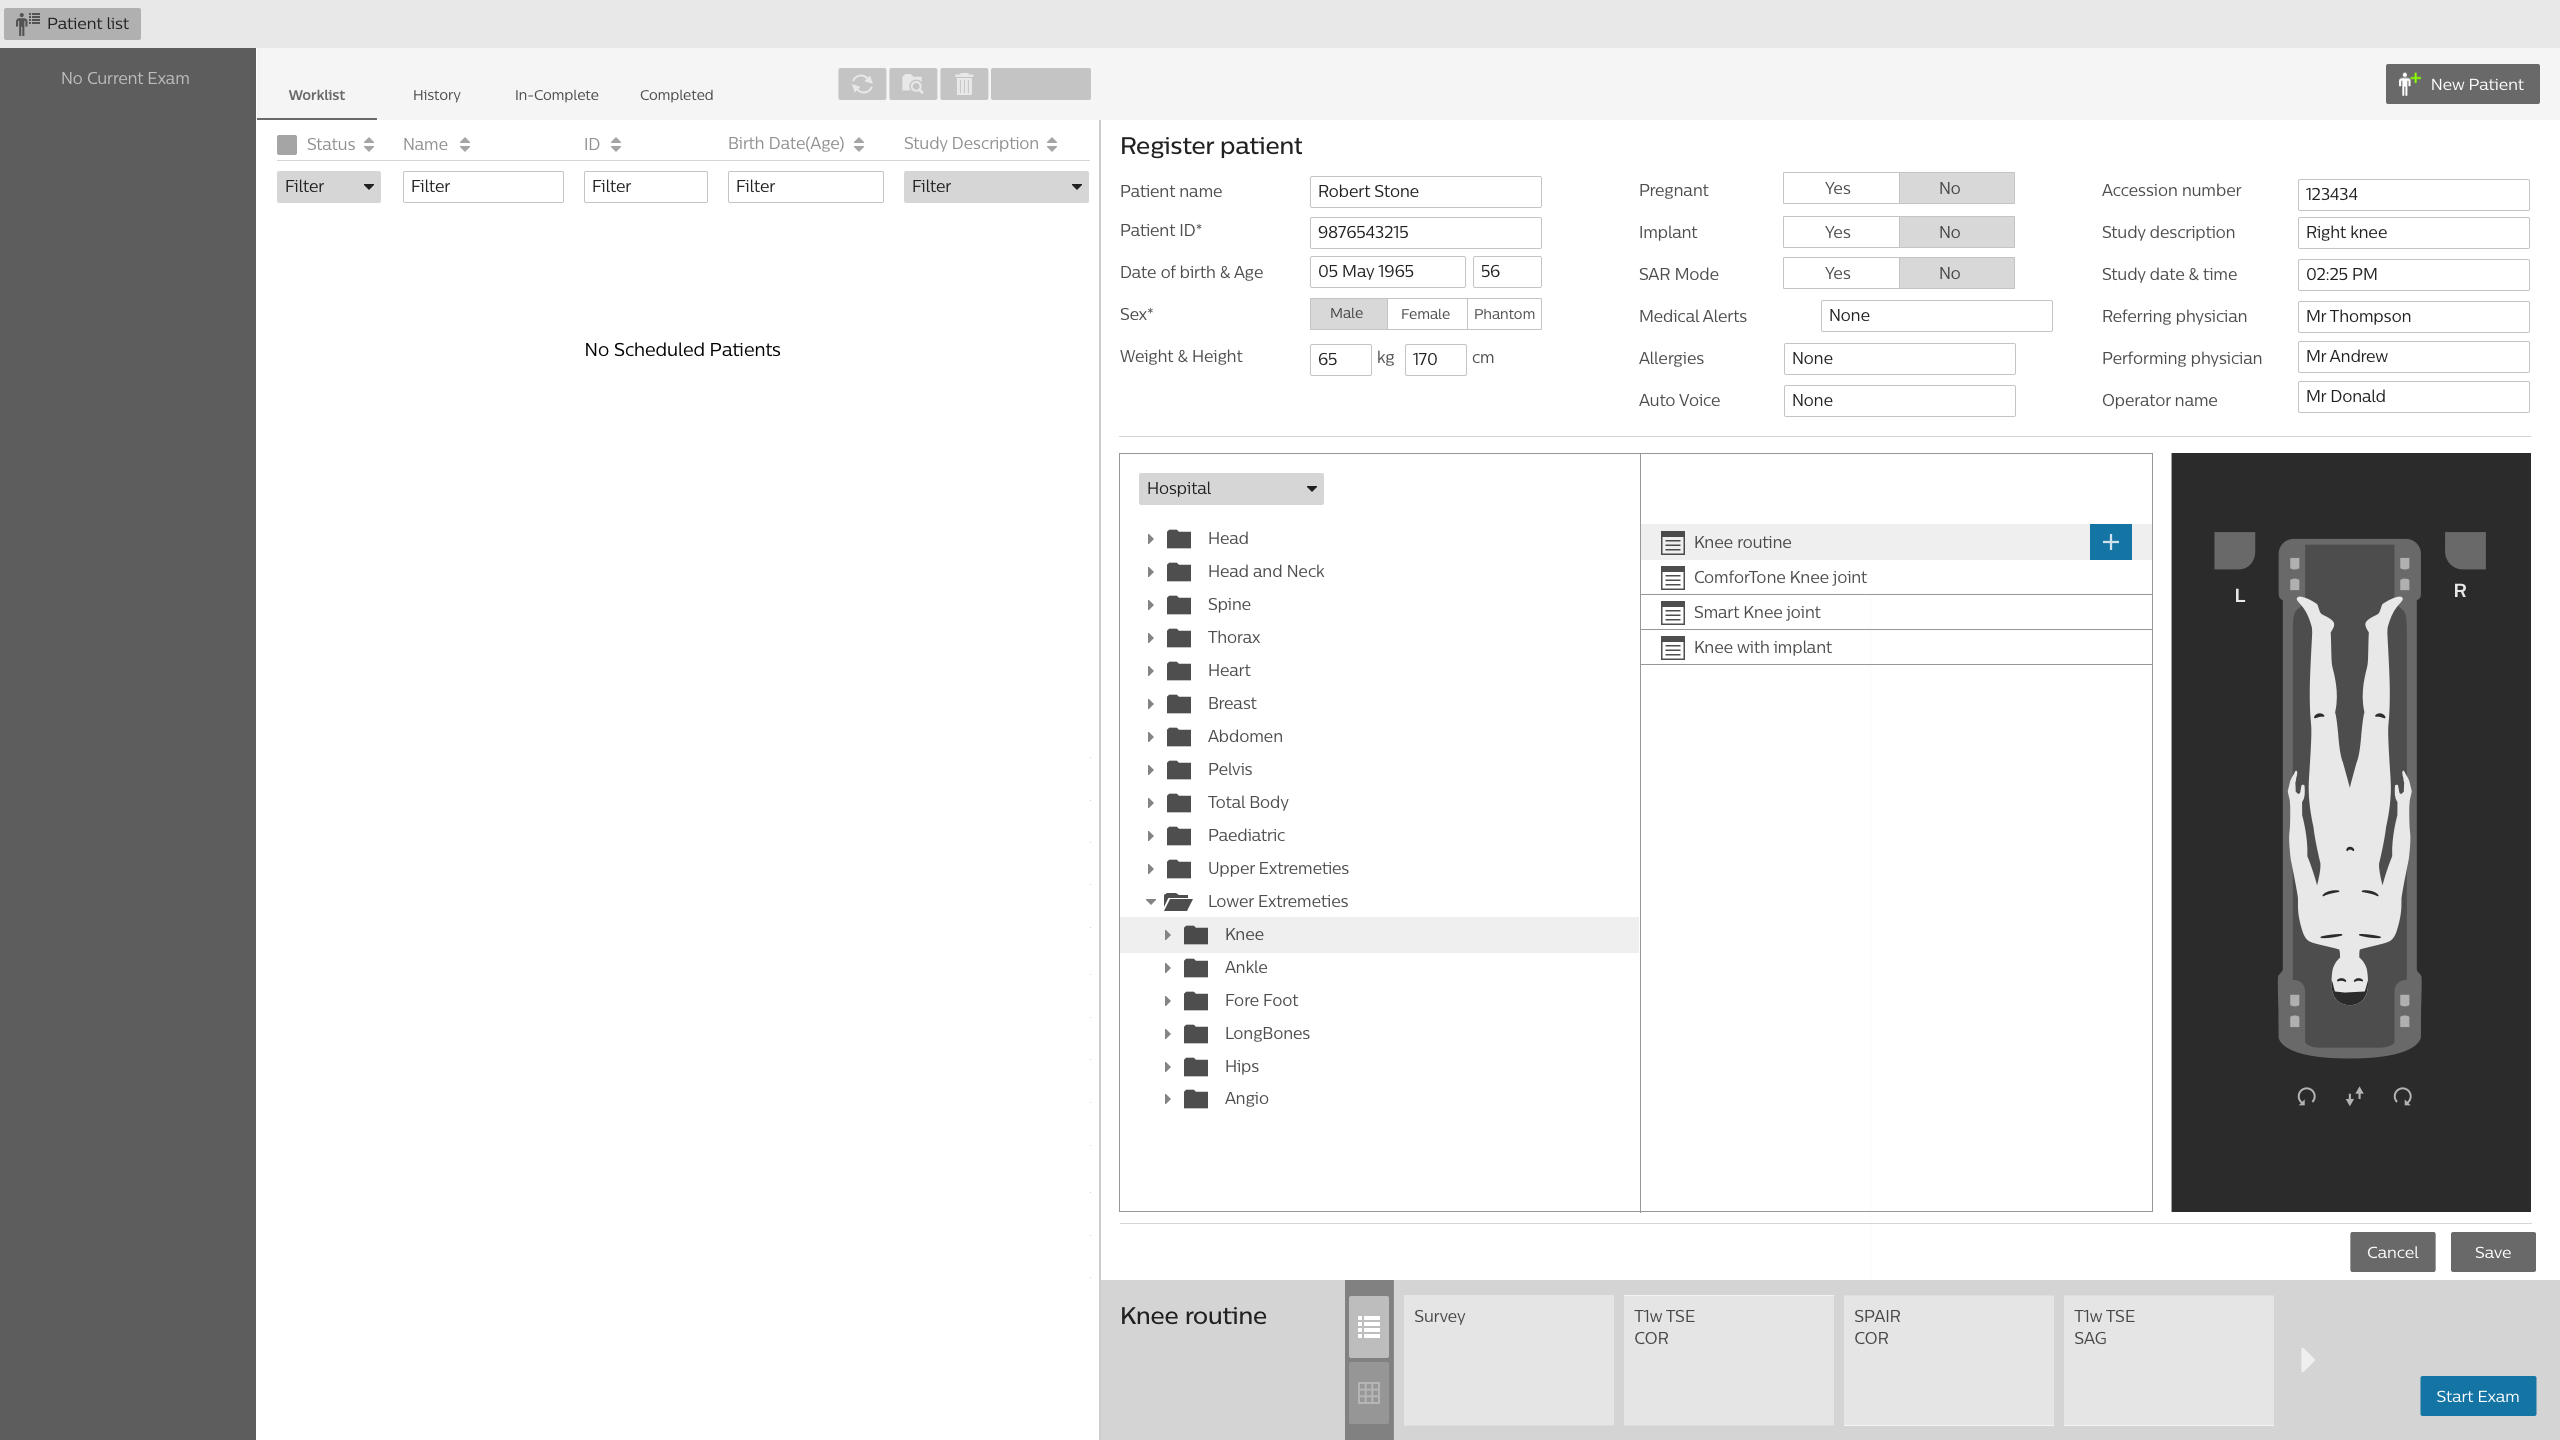 Patient list
No Current Exam
Worklist History In-Complete Completed
New Patient
Status Name ID Birth Date(Age) Study Description
Filter Filter Filter Filter Filter
No Scheduled Patients
Register patient
Patient name Robert Stone
Patient ID* 9876543215
Date of birth & Age 05 May 1965 56
Sex* Male Female Phantom
Weight & Height 65 kg 170 cm
Pregnant Yes No
Implant Yes No
SAR Mode Yes No
Medical Alerts None
Allergies None
Auto Voice None
Accession number 123434
Study description Right knee
Study date & time 02:25 PM
Referring physician Mr Thompson
Performing physician Mr Andrew
Operator name Mr Donald
Hospital
Head
Head and Neck
Spine
Thorax
Heart
Breast
Abdomen
Pelvis
Total Body
Paediatric
Upper Extremeties
Lower Extremeties
Knee
Ankle
Fore Foot
LongBones
Hips
Angio
Knee routine
ComforTone Knee joint
Smart Knee joint
Knee with implant
L R
Cancel Save
Knee routine
Survey
T1w TSE
COR
SPAIR
COR
T1w TSE
SAG
Start Exam